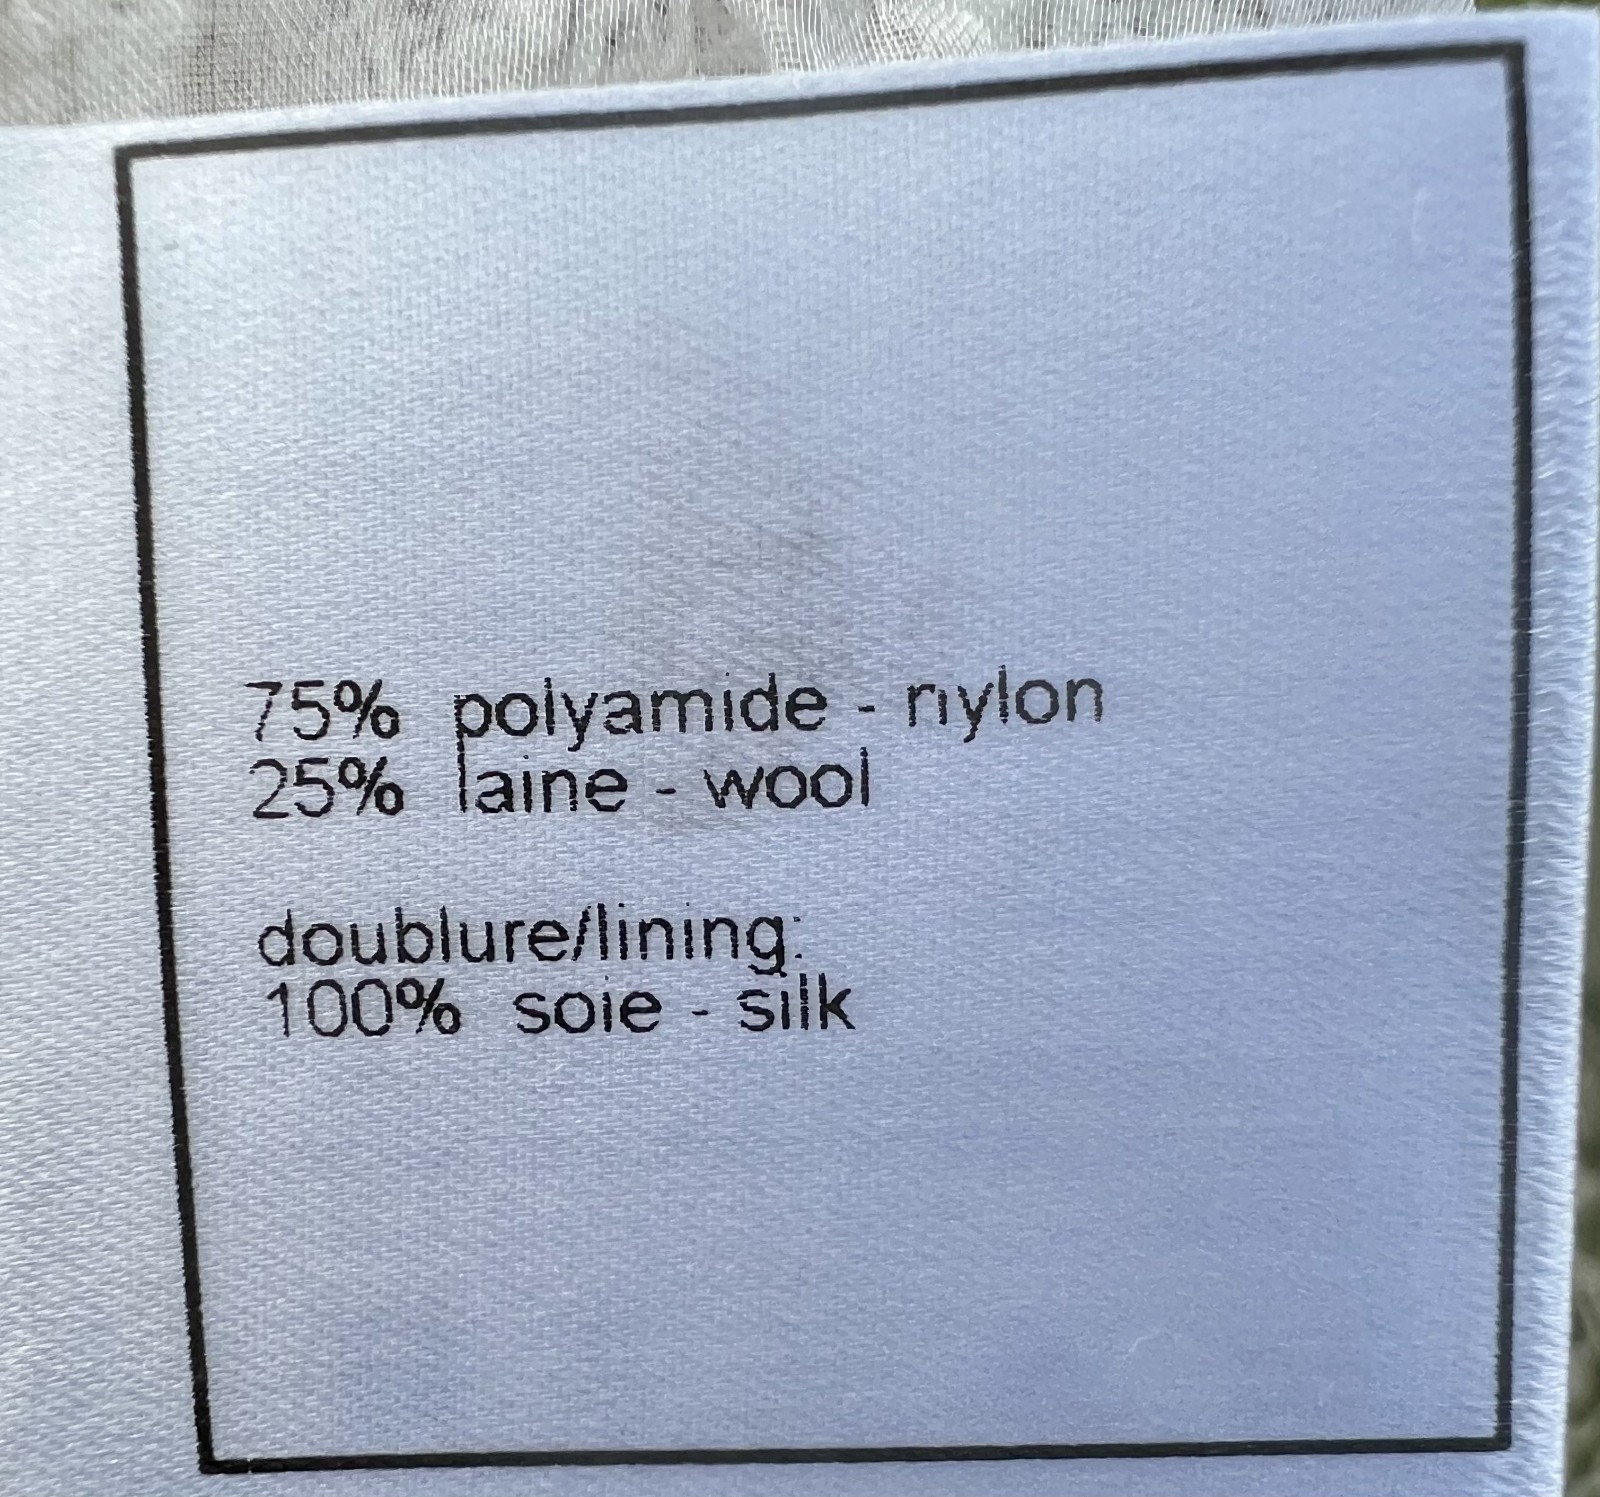 75% polyamide - nylon
25% laine - wool
doublure/lining:
100% soie - silk